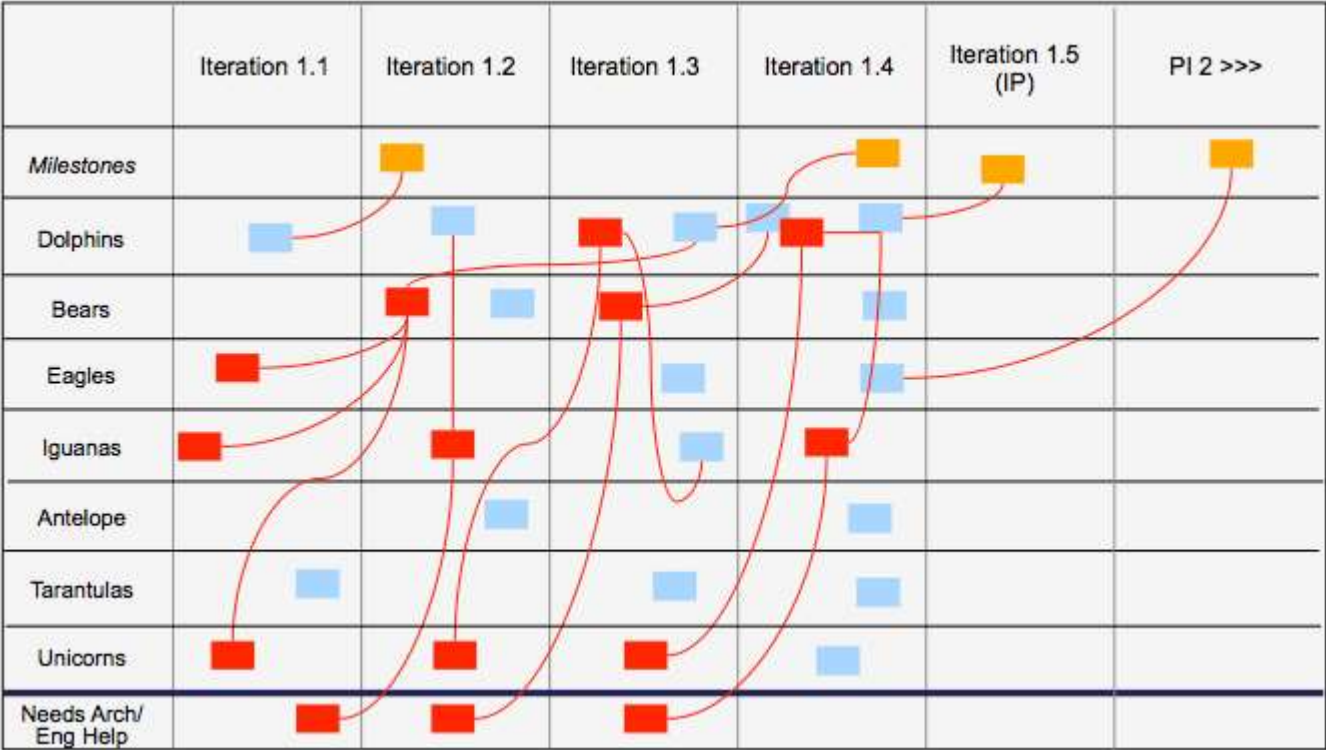 Iteration 1.1
Iteration 1.2
Iteration 1.3
Iteration 1.4
Iteration 1.5
(IP)
PI 2 >>>
Milestones
Dolphins
Bears
Eagles
Iguanas
Antelope
Tarantulas
Unicorns
Needs Arch/
Eng Help